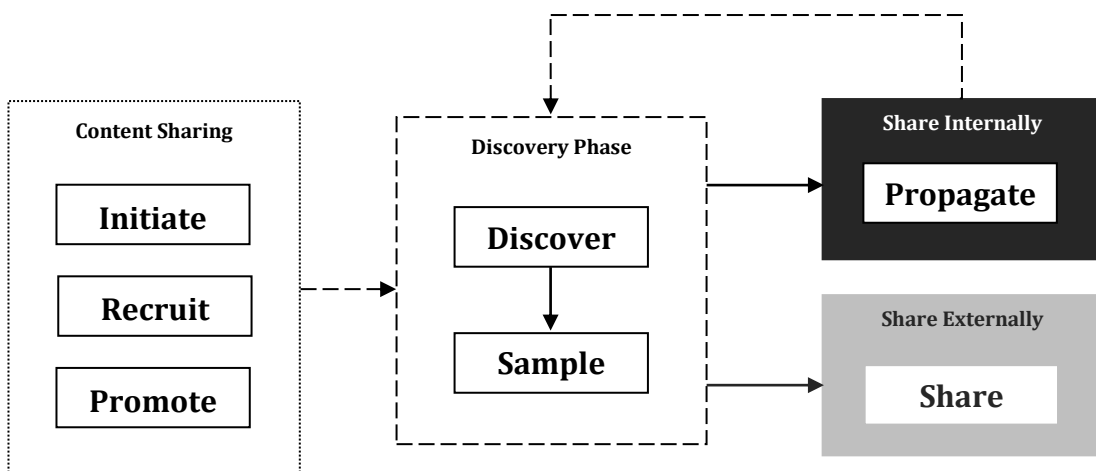 Content Sharing
Initiate
Recruit
Promote
Discovery Phase
Discover
Sample
Share Internally
Propagate
Share Externally
Share